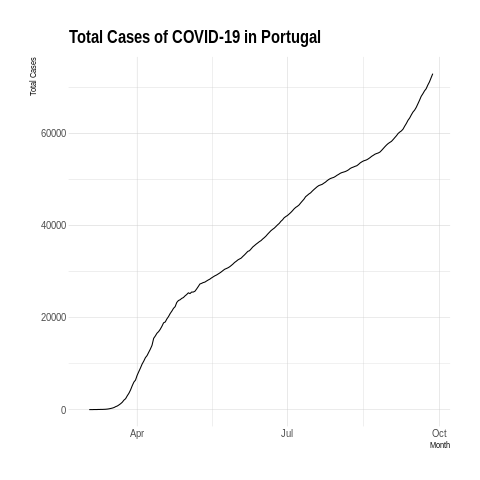 Total Cases of COVID-19 in Portugal
Total Cases
60000
40000
20000
0
Apr
Jul
Oct
Month